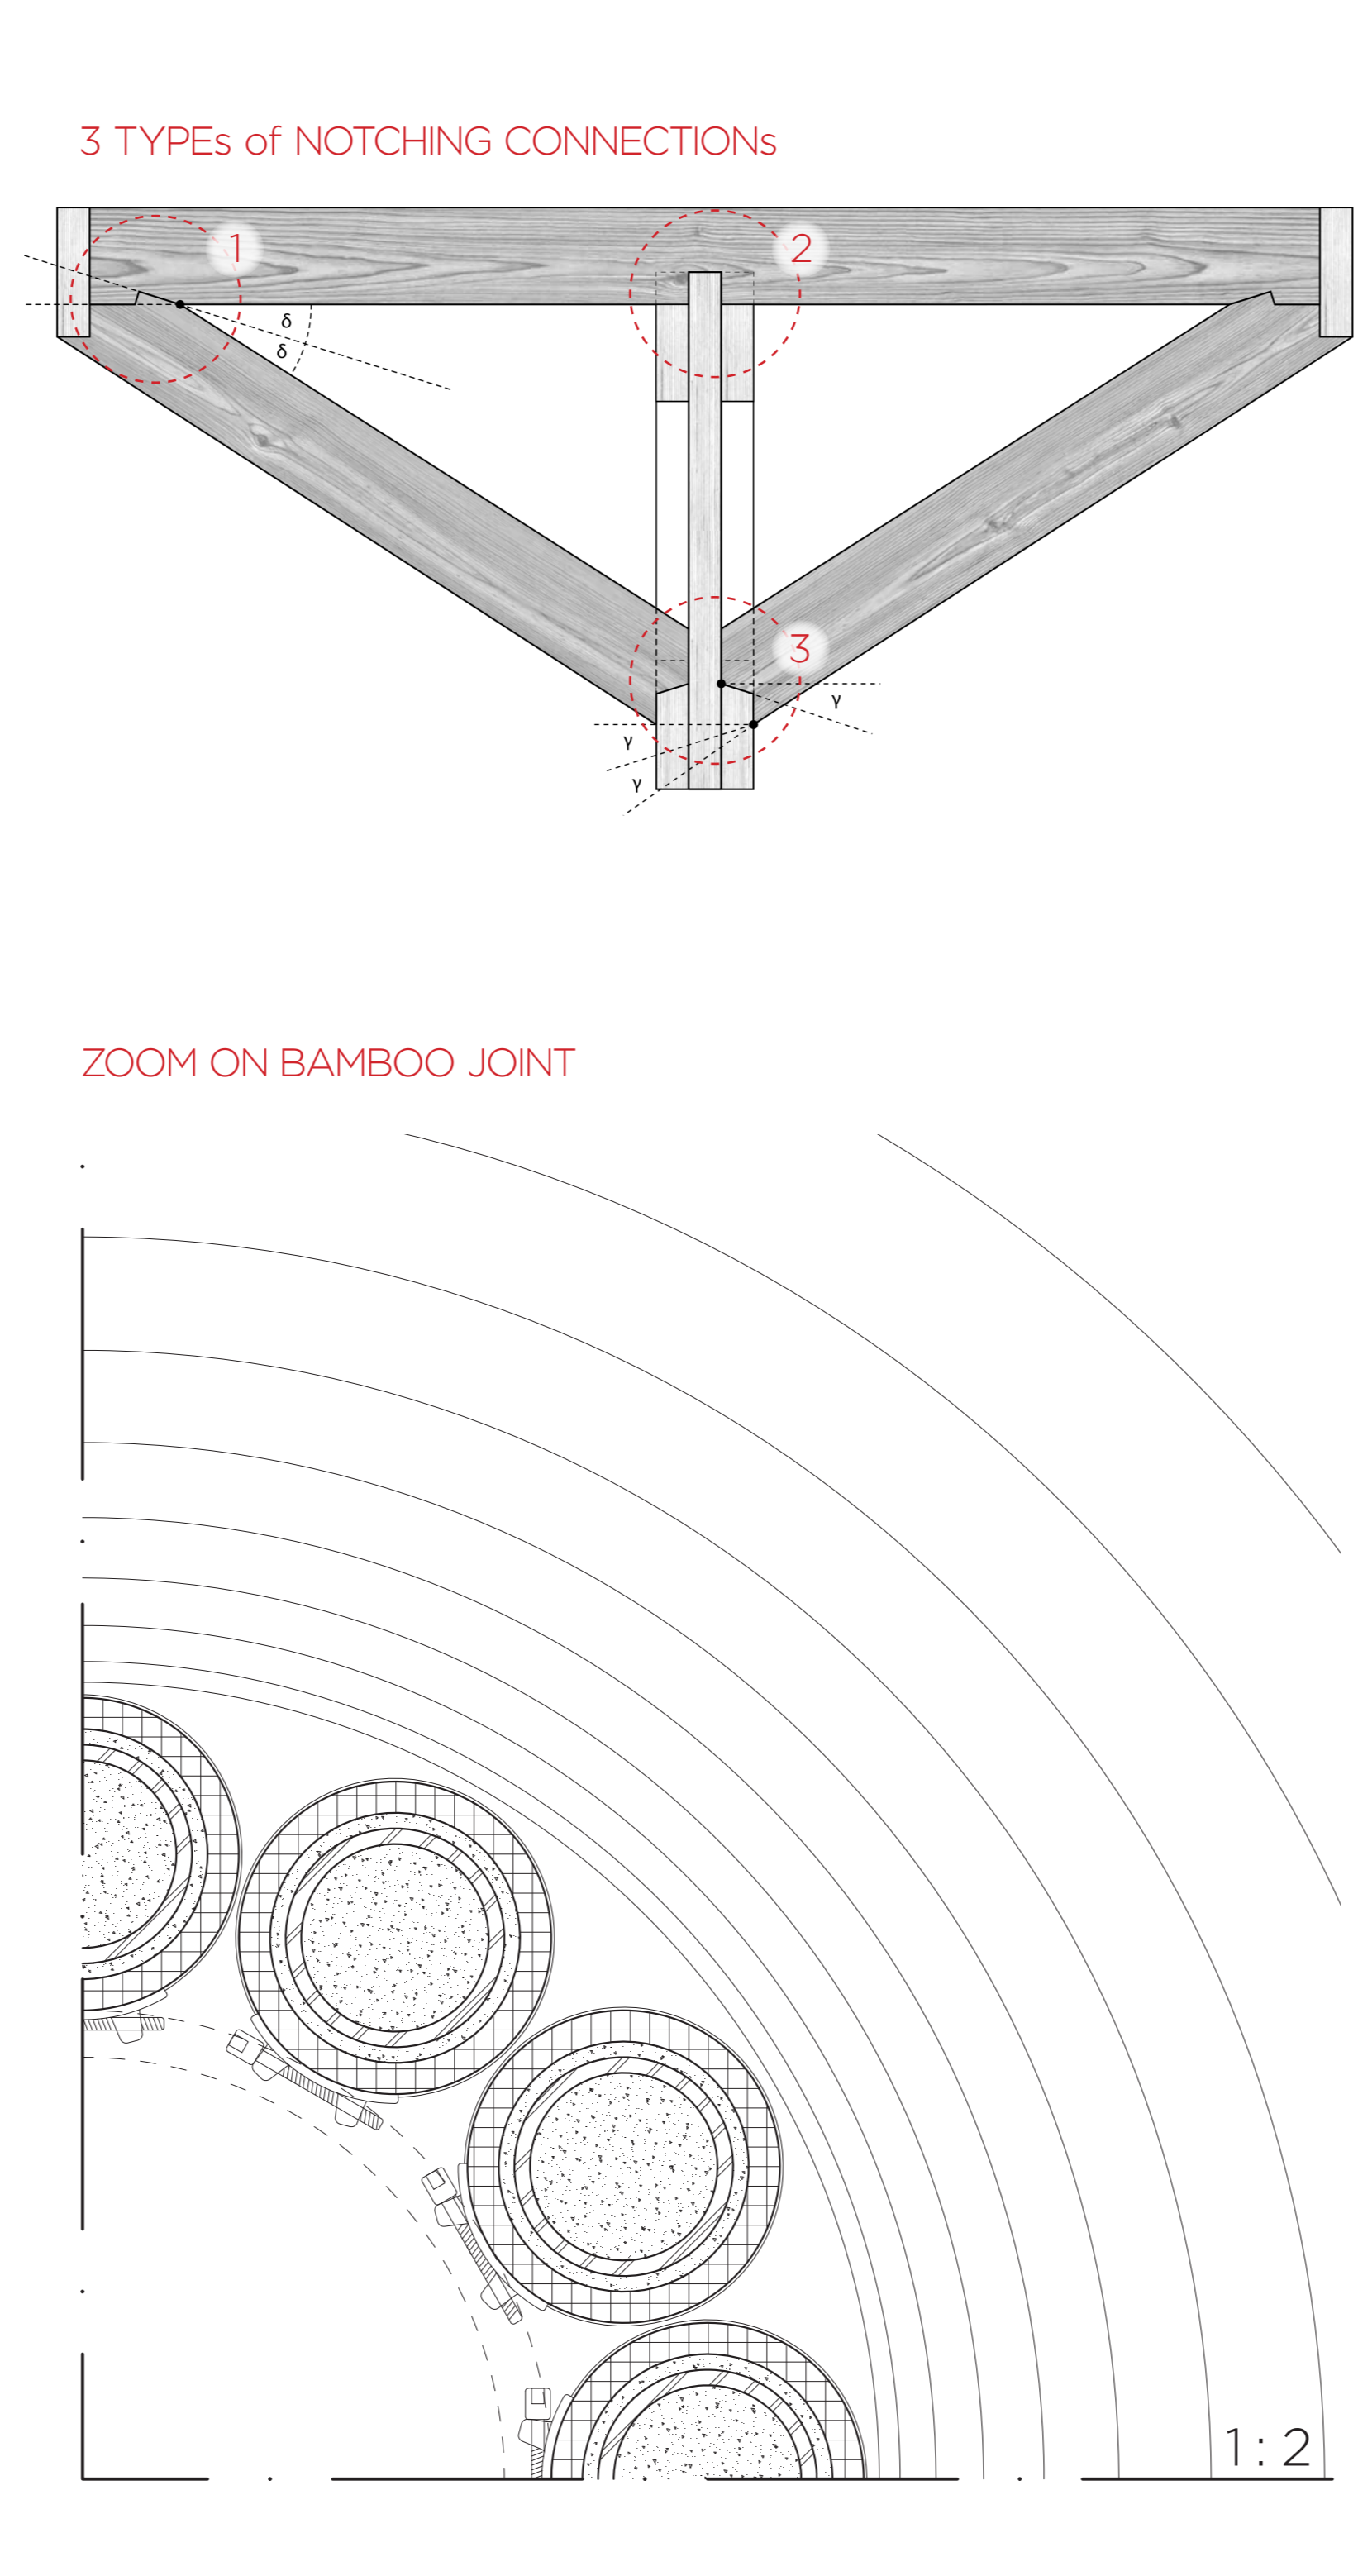 3 TYPEs of NOTCHING CONNECTIONs
1
2
δ
δ
3
γ
γ
γ
ZOOM ON BAMBOO JOINT
1 : 2